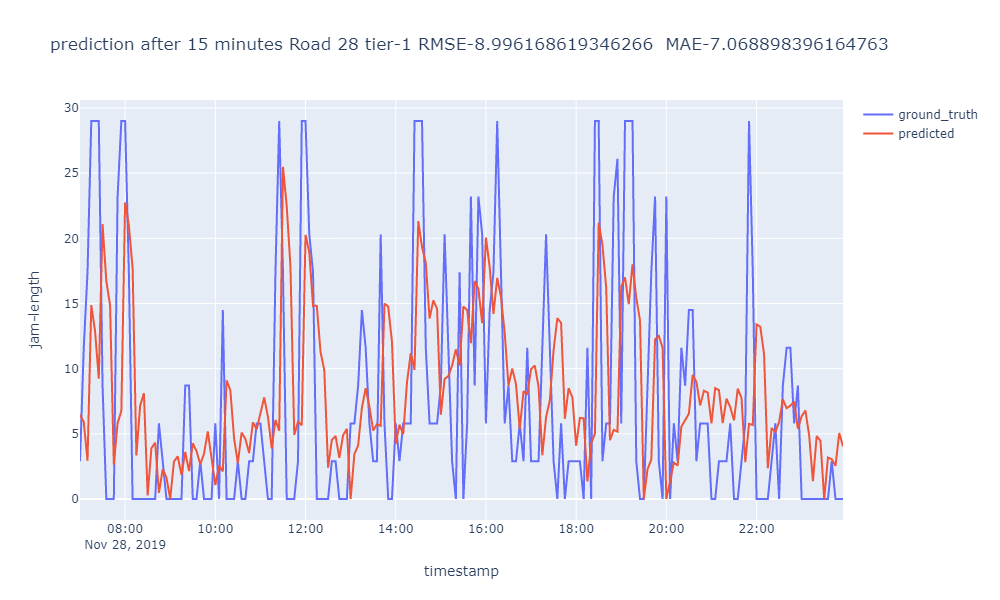 prediction after 15 minutes Road 28 tier-1 RMSE-8.996168619346266  MAE-7.068898396164763
ground_truth
predicted
30
25
20
15
10
5
0
jam-length
08:00 10:00 12:00 14:00 16:00 18:00 20:00 22:00
Nov 28, 2019
timestamp